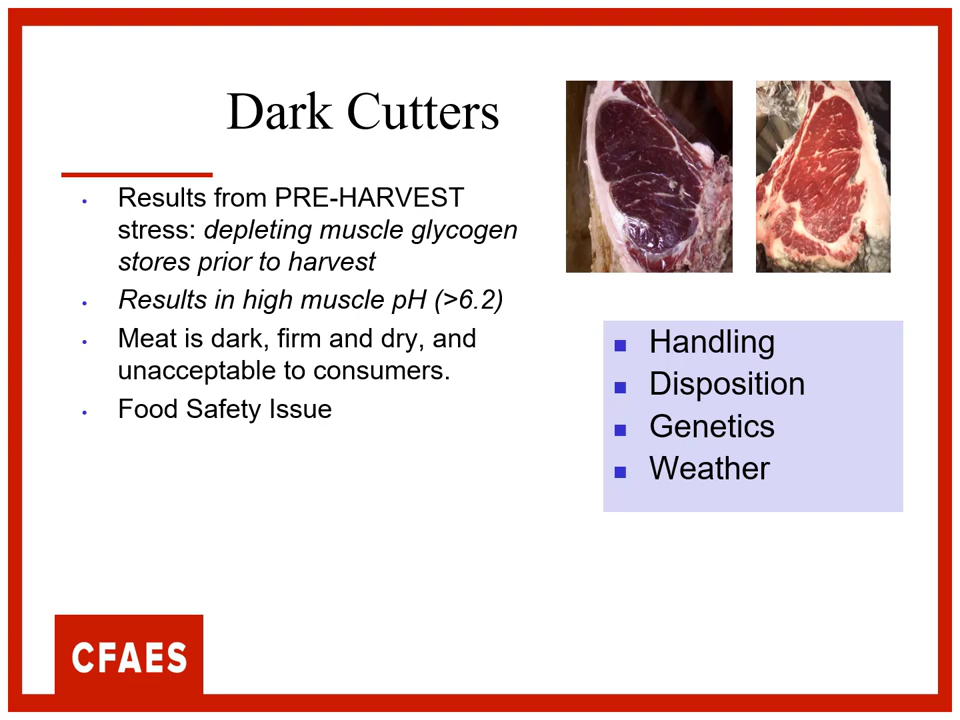 Dark Cutters
• Results from PRE-HARVEST
stress: depleting muscle glycogen
stores prior to harvest
• Results in high muscle pH (>6.2)
• Meat is dark, firm and dry, and
unacceptable to consumers.
• Food Safety Issue
■ Handling
■ Disposition
■ Genetics
■ Weather
CFAES